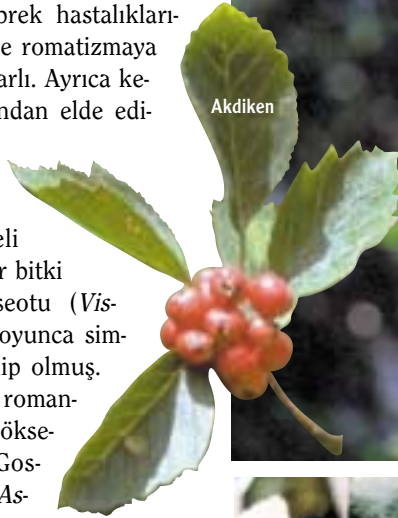 brek hastalıkları-
e romatizmaya
arlı. Ayrıca ke-
ndan elde edi-
eli
r bitki
seotu (Vis-
oyunca sim-
ip olmuş.
roman-
ökse-
Gos-
As-
Akdiken